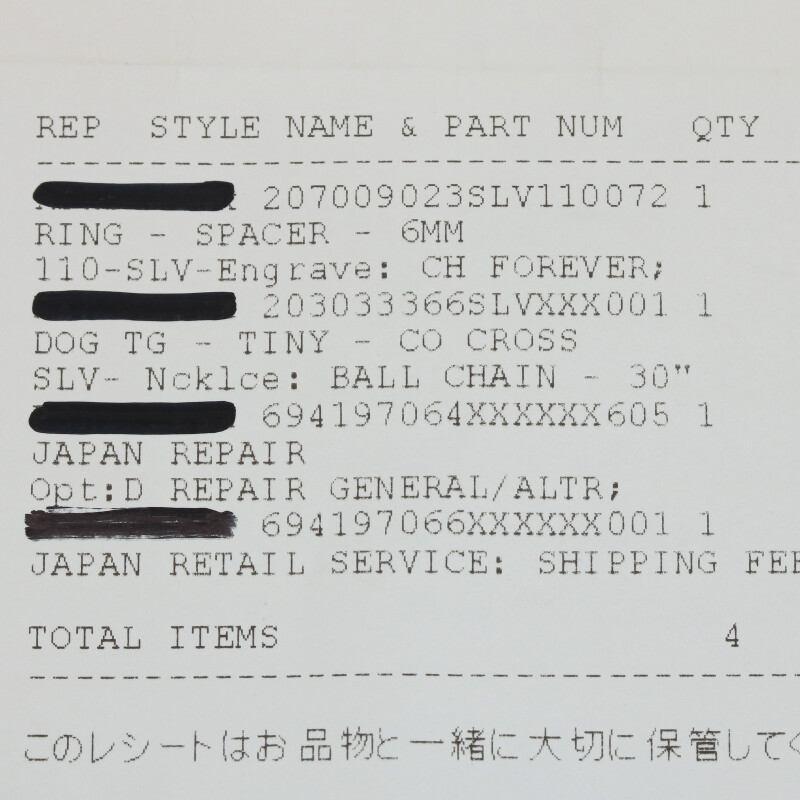 REP STYLE NAME & PART NUM QTY
207009023SLV110072 1
RING - SPACER - 6MM
110-SLV-Engrave: CH FOREVER;
203033366SLVXXX001 1
DOG TG - TINY - CO CROSS
SLV- Ncklce: BALL CHAIN - 30"
694197064XXXXXX605 1
JAPAN REPAIR
Opt:D REPAIR GENERAL/ALTR;
694197066XXXXXX001 1
JAPAN RETAIL SERVICE: SHIPPING FEE
TOTAL ITEMS 4
このレシートはお品物と一緒に大切に保管してく